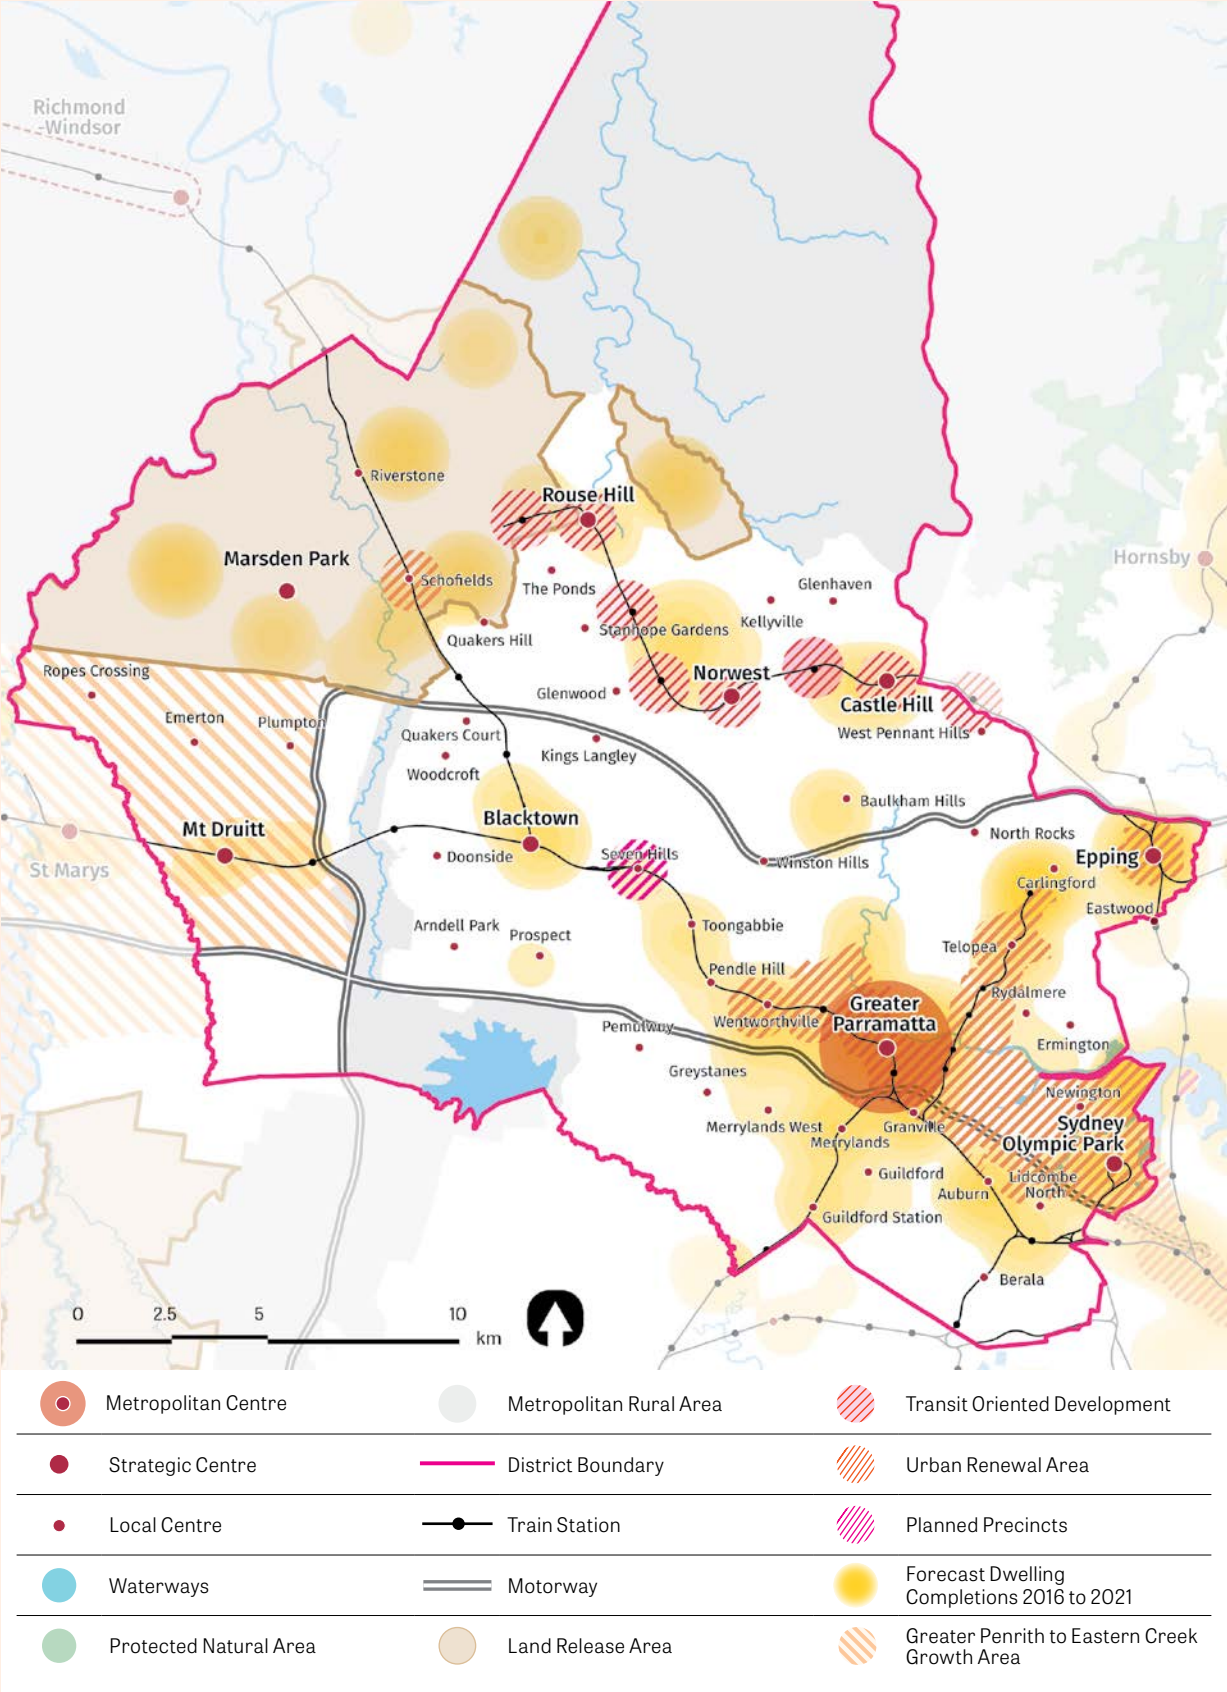 Richmond
-Windsor
Riverstone
Rouse Hill
Marsden Park
Schofields
The Ponds
Glenhaven
Hornsby
Kellyville
Stanhope Gardens
Quakers Hill
Ropes Crossing
Norwest
Glenwood
Castle Hill
Emerton
Plumpton
Quakers Court
West Pennant Hills
Kings Langley
Woodcroft
Baulkham Hills
Blacktown
Mt Druitt
North Rocks
Seven Hills
Doonside
Winston Hills
Epping
St Marys
Carlingford
Eastwood
Arndell Park
Prospect
Toongabbie
Telopea
Pendle Hill
Rydalmere
Greater
Parramatta
Wentworthville
Pemulwuy
Ermington
Greystanes
Newington
Merrylands West
Granville
Sydney
Olympic Park
Merrylands
Guildford
Lidcombe
North
Auburn
Guildford Station
Berala
0 2.5 5 10
km
Metropolitan Centre
Metropolitan Rural Area
Transit Oriented Development
Strategic Centre
District Boundary
Urban Renewal Area
Local Centre
Train Station
Planned Precincts
Waterways
Motorway
Forecast Dwelling
Completions 2016 to 2021
Protected Natural Area
Land Release Area
Greater Penrith to Eastern Creek
Growth Area